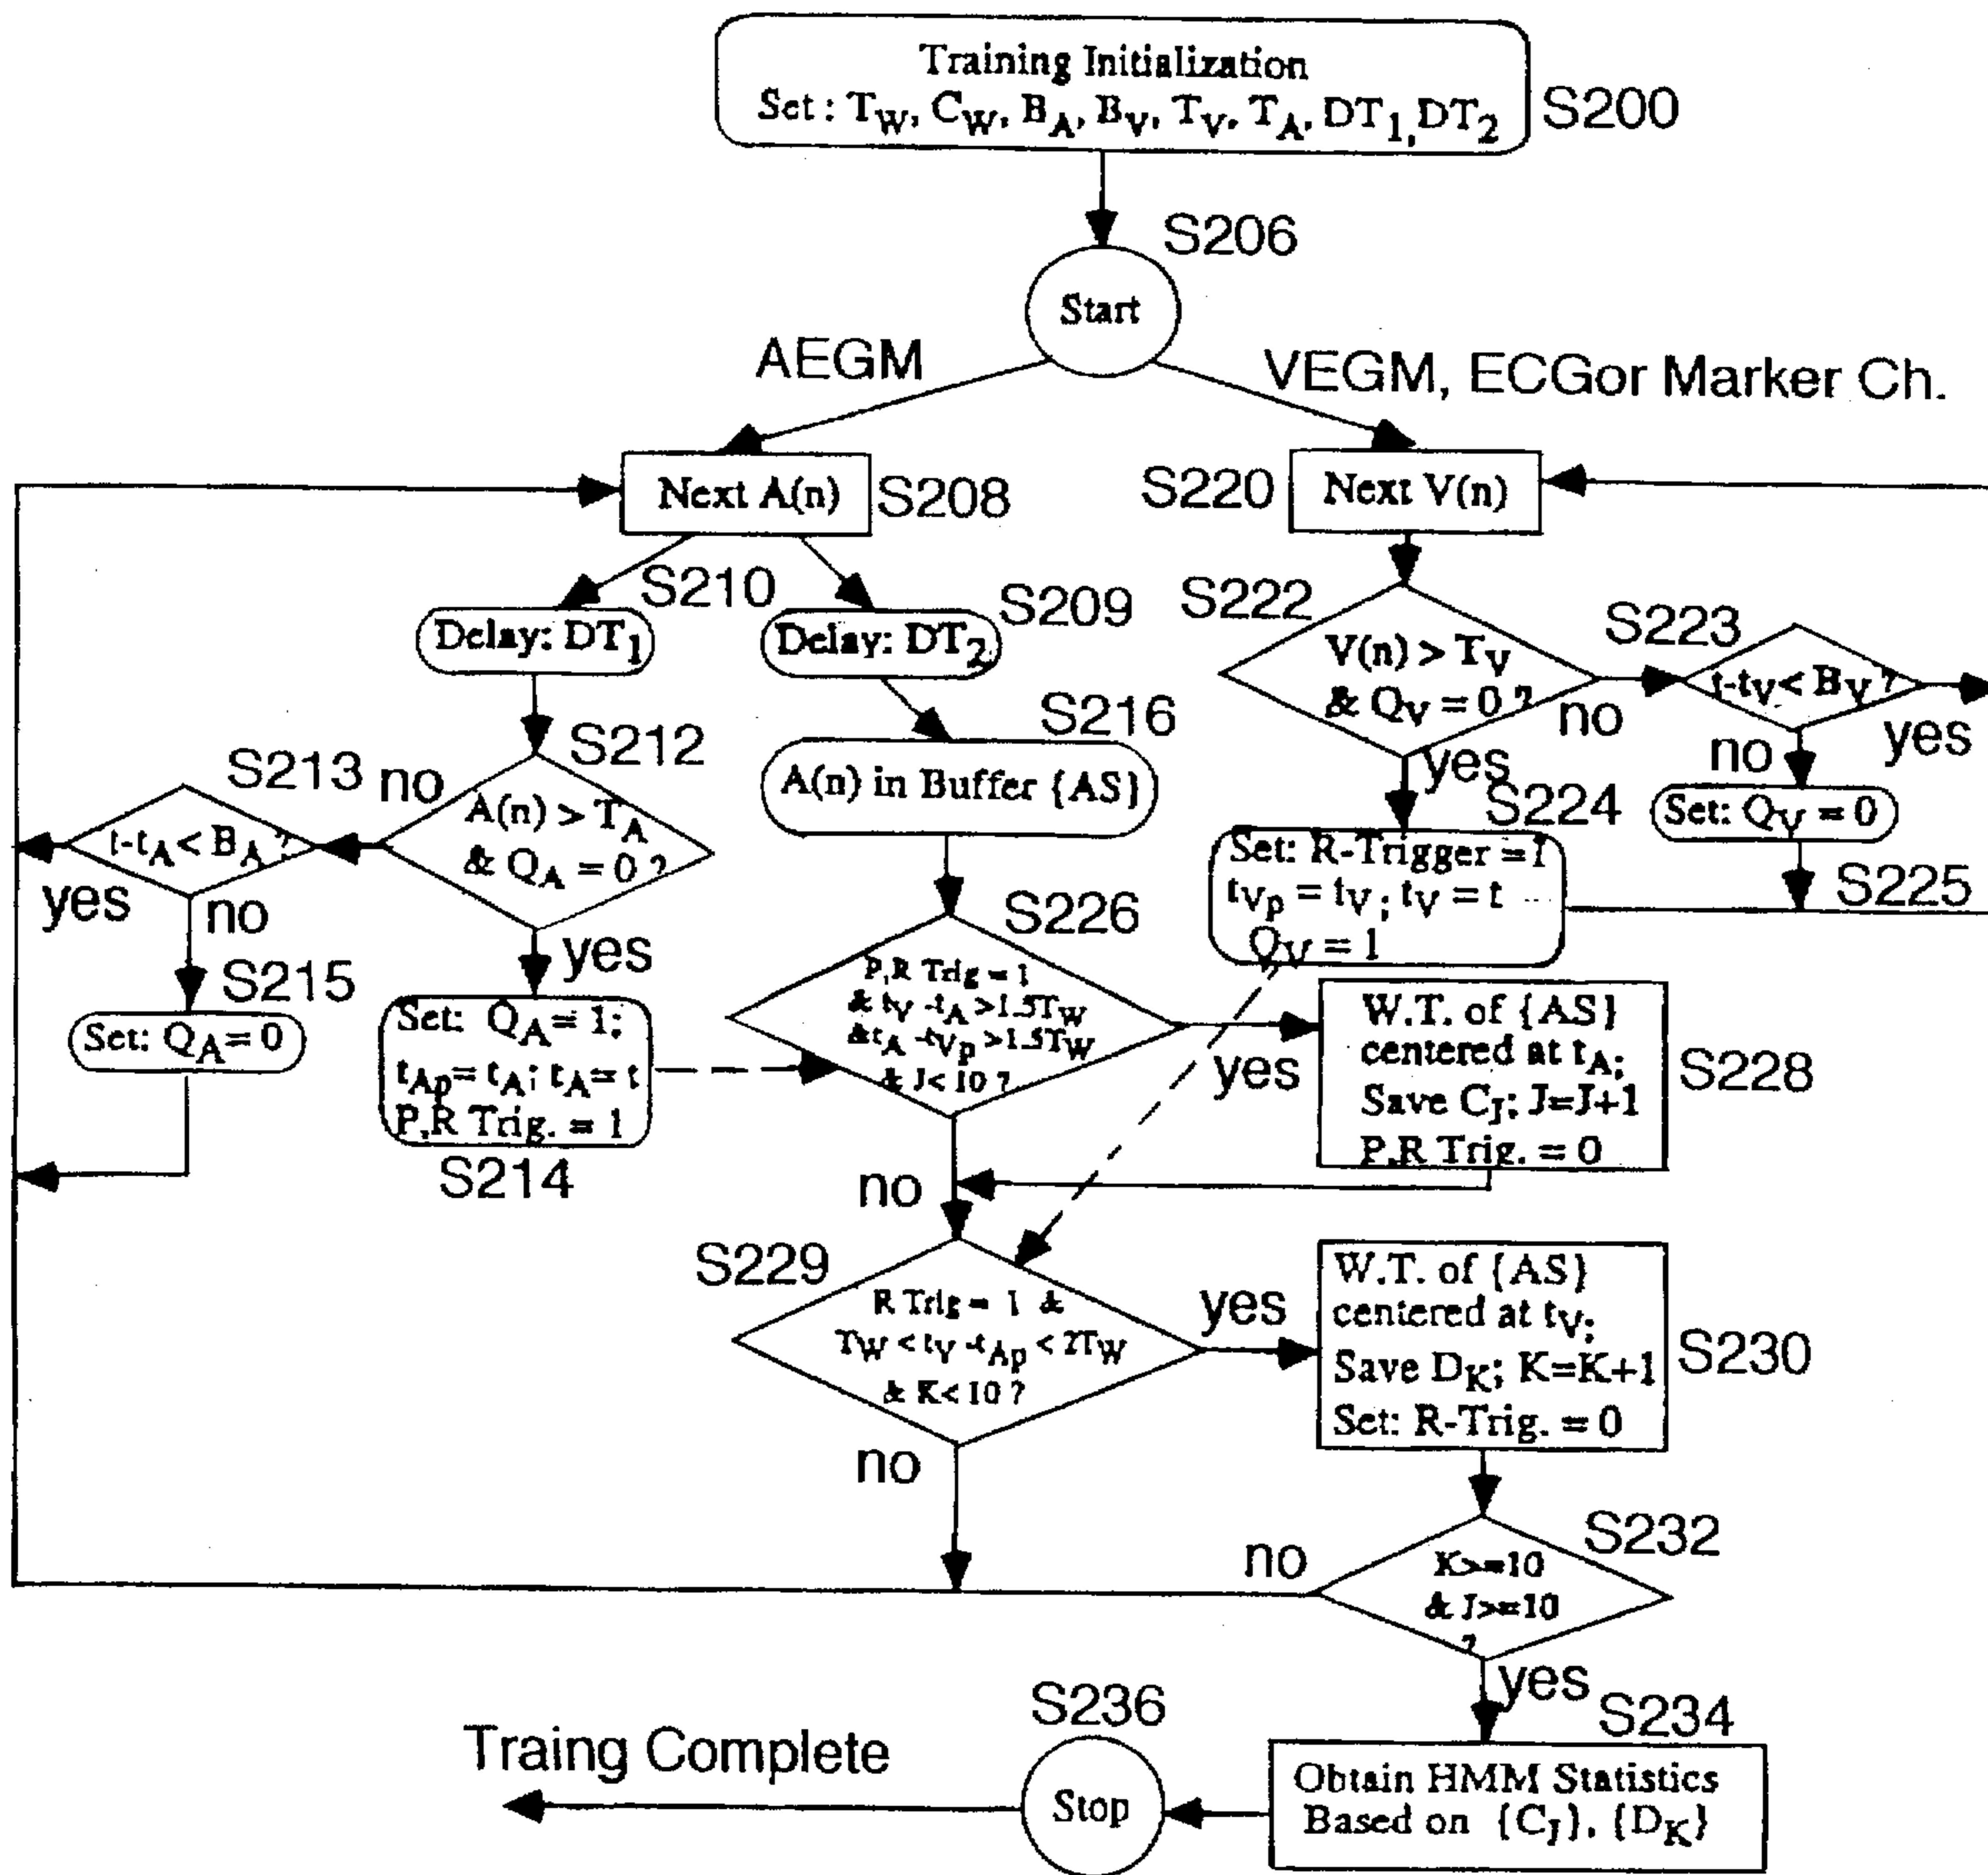 Training Initialization
Set : T_W, C_W, B_A, B_V, T_V, T_A, DT_1, DT_2
S200
S206
Start
AEGM
VEGM, ECGor Marker Ch.
Next A(n)
S208
S220
Next V(n)
S210
S209
Delay: DT_1
Delay: DT_2
S222
V(n) > T_V
& Q_V = 0 ?
S223
t-t_V < B_V ?
no
yes
no
yes
S216
A(n) in Buffer {AS}
S212
A(n) > T_A
& Q_A = 0 ?
no
S213
t-t_A < B_A ?
yes
no
yes
S224
Set: R-Trigger =1
t_Vp = t_V; t_V = t
Q_V = 1
Set: Q_V = 0
S225
S215
Set: Q_A = 0
Set: Q_A = 1;
t_Ap = t_A; t_A = t
P,R Trig. = 1
S214
S226
P,R Trig = 1
& t_V -t_A >1.5T_W
&t_A -t_Vp >1.5T_W
& J< 10 ?
yes
no
W.T. of {AS}
centered at t_A;
Save C_J; J=J+1
P,R Trig. = 0
S228
S229
R Trig = 1 &
T_W < t_V -t_Ap < 2T_W
& K< 10 ?
yes
no
W.T. of {AS}
centered at t_V;
Save D_K; K=K+1
Set: R-Trig. = 0
S230
S232
K>=10
& J>=10
?
no
yes
S234
Obtain HMM Statistics
Based on {C_J}, {D_K}
S236
Stop
Traing Complete